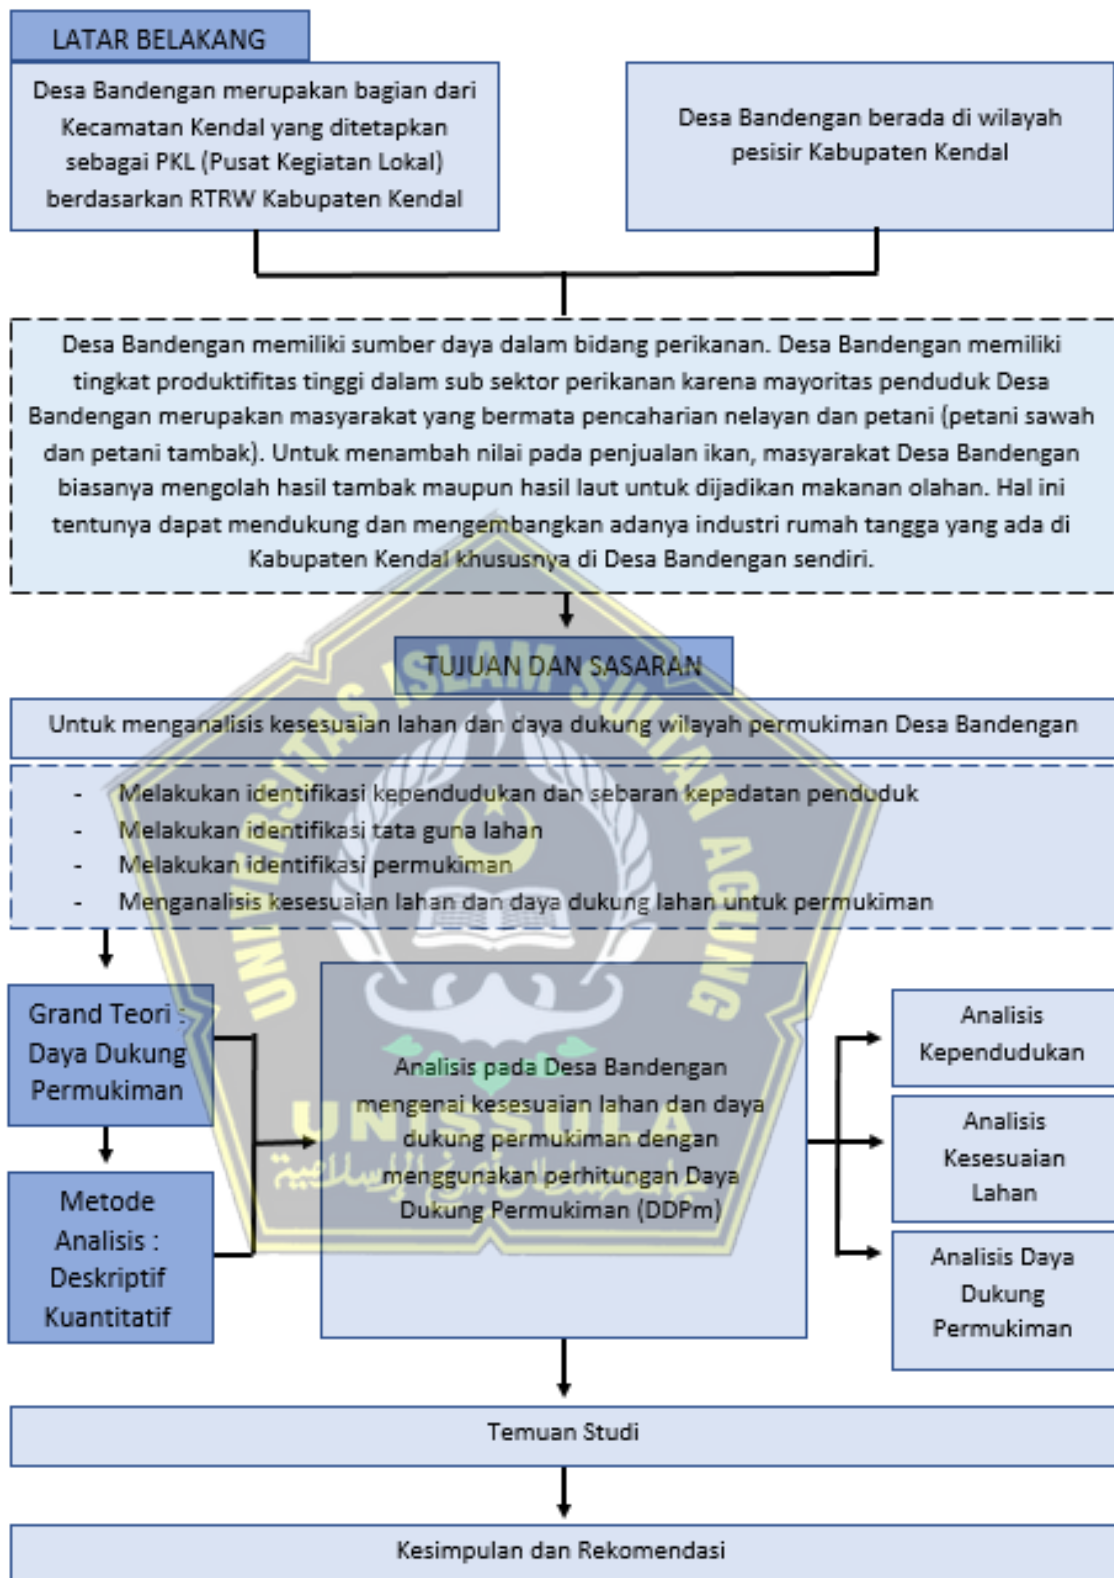 LATAR BELAKANG
Desa Bandengan merupakan bagian dari
Kecamatan Kendal yang ditetapkan
sebagai PKL (Pusat Kegiatan Lokal)
berdasarkan RTRW Kabupaten Kendal
Desa Bandengan berada di wilayah
pesisir Kabupaten Kendal
Desa Bandengan memiliki sumber daya dalam bidang perikanan. Desa Bandengan memiliki
tingkat produktifitas tinggi dalam sub sektor perikanan karena mayoritas penduduk Desa
Bandengan merupakan masyarakat yang bermata pencaharian nelayan dan petani (petani sawah
dan petani tambak). Untuk menambah nilai pada penjualan ikan, masyarakat Desa Bandengan
biasanya mengolah hasil tambak maupun hasil laut untuk dijadikan makanan olahan. Hal ini
tentunya dapat mendukung dan mengembangkan adanya industri rumah tangga yang ada di
Kabupaten Kendal khususnya di Desa Bandengan sendiri.
TUJUAN DAN SASARAN
Untuk menganalisis kesesuaian lahan dan daya dukung wilayah permukiman Desa Bandengan
- Melakukan identifikasi kependudukan dan sebaran kepadatan penduduk
- Melakukan identifikasi tata guna lahan
- Melakukan identifikasi permukiman
- Menganalisis kesesuaian lahan dan daya dukung lahan untuk permukiman
Grand Teori :
Daya Dukung
Permukiman
Metode
Analisis :
Deskriptif
Kuantitatif
Analisis pada Desa Bandengan
mengenai kesesuaian lahan dan daya
dukung permukiman dengan
menggunakan perhitungan Daya
Dukung Permukiman (DDPm)
Analisis
Kependudukan
Analisis
Kesesuaian
Lahan
Analisis Daya
Dukung
Permukiman
Temuan Studi
Kesimpulan dan Rekomendasi
UNIVERSITAS ISLAM SULTAN AGUNG
UNISSULA
جامعة سلطان أجونج الإسلامية